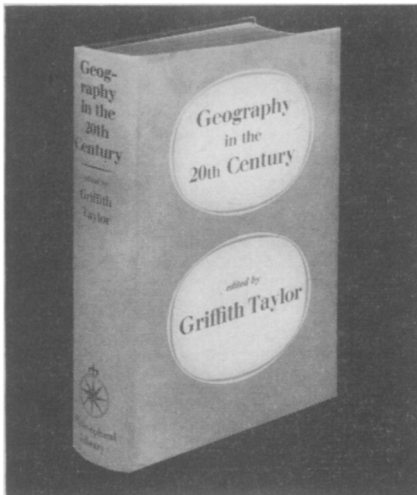 Geog-
raphy
in the
20th
Century
edited by
Griffith
Taylor
Library
Geography
in the
20th Century
edited by
Griffith Taylor